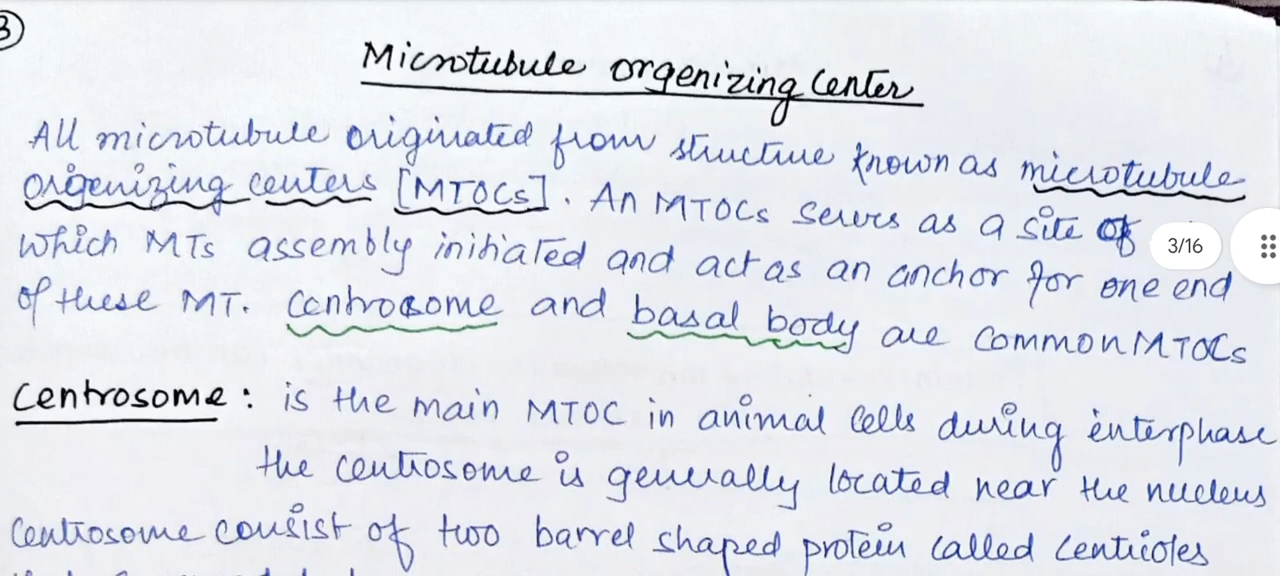 3
Microtubule orgenizing Center
All microtubule originated from structure known as microtubule
orgenizing centers [MTOCs]. An MTOCs serves as a site of
which MTs assembly initiated and act as an anchor for one end
of these MT. Centrosome and basal body are common MTOCs
Centrosome: is the main MTOC in animal cells during enterphase
the centrosome is generally located near the nucleus
Centrosome consist of two barrel shaped protein called Centrioles
3/16